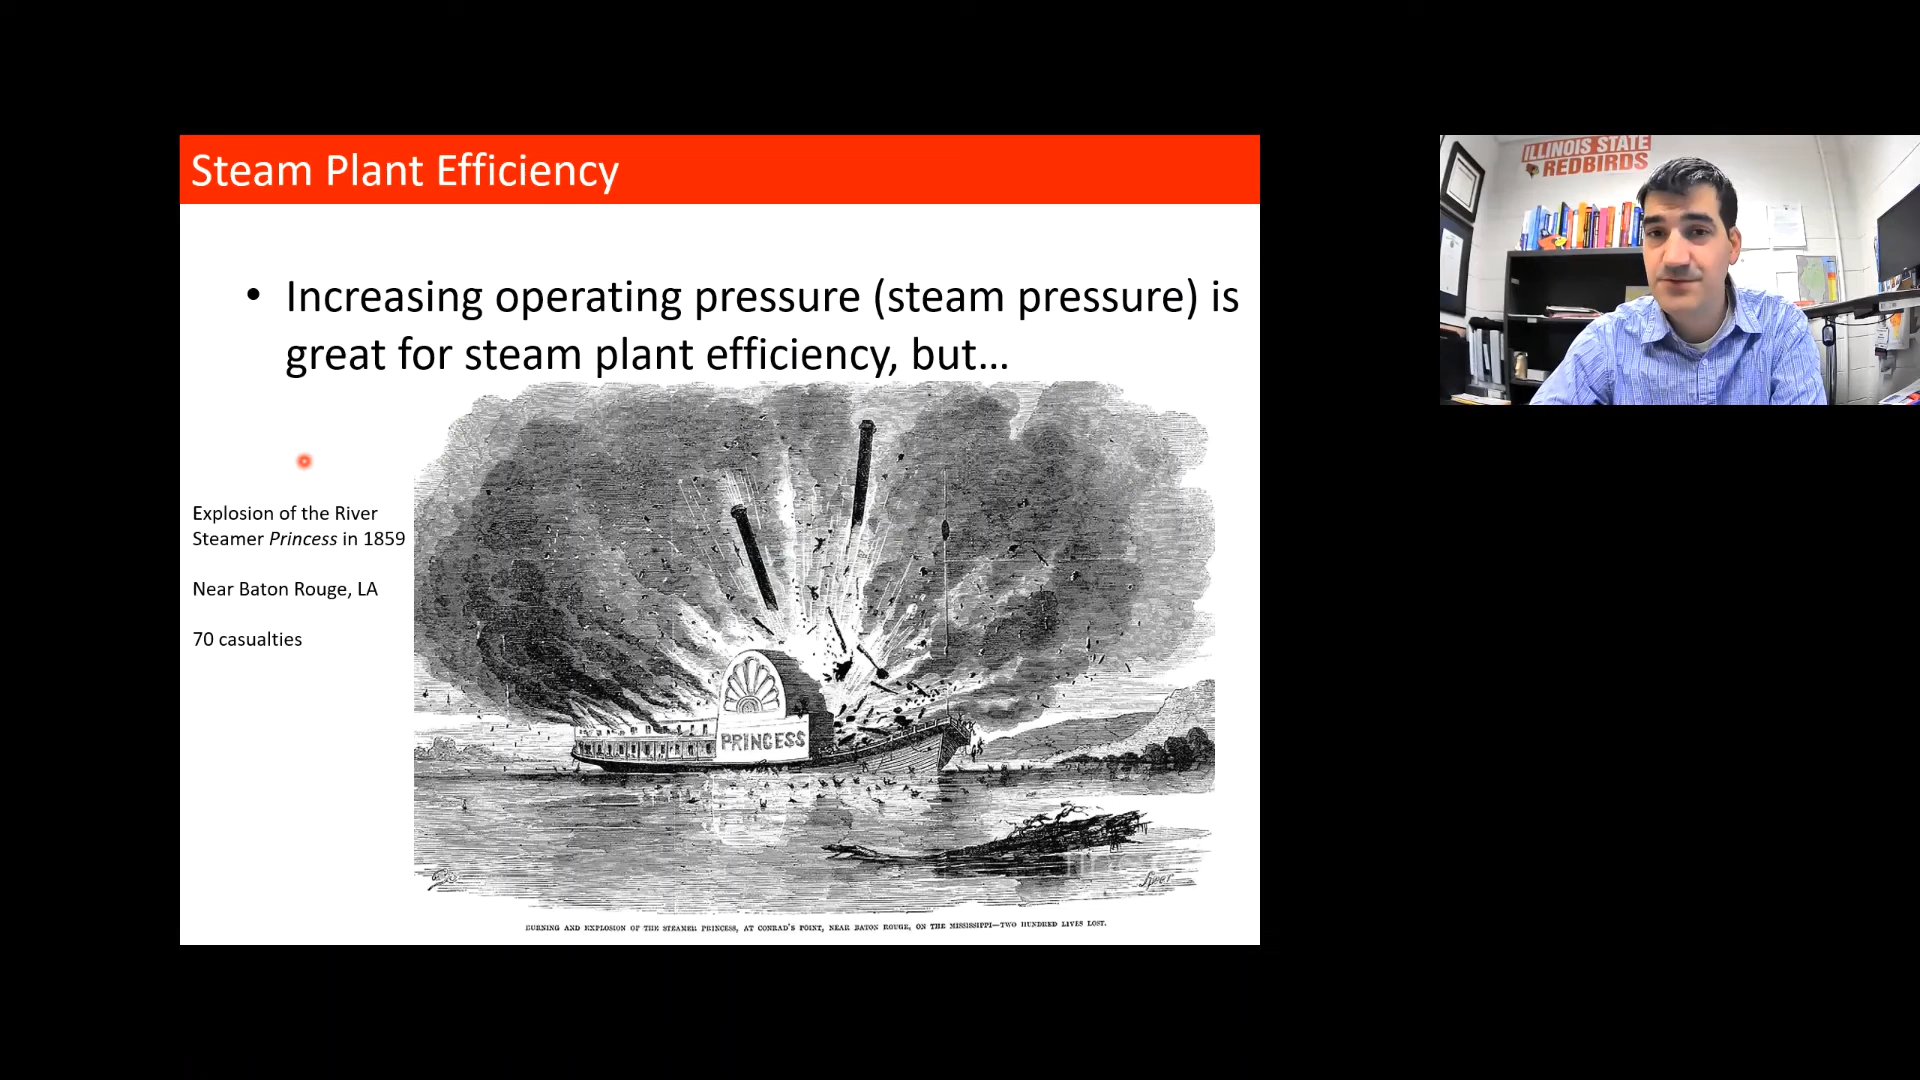 Steam Plant Efficiency
• Increasing operating pressure (steam pressure) is
great for steam plant efficiency, but…
Explosion of the River
Steamer Princess in 1859
Near Baton Rouge, LA
70 casualties
PRINCESS
BURNING AND EXPLOSION OF THE STEAMER PRINCESS, AT CONRAD'S POINT, NEAR BATON ROUGE, ON THE MISSISSIPPI—TWO HUNDRED LIVES LOST.
ILLINOIS STATE
REDBIRDS